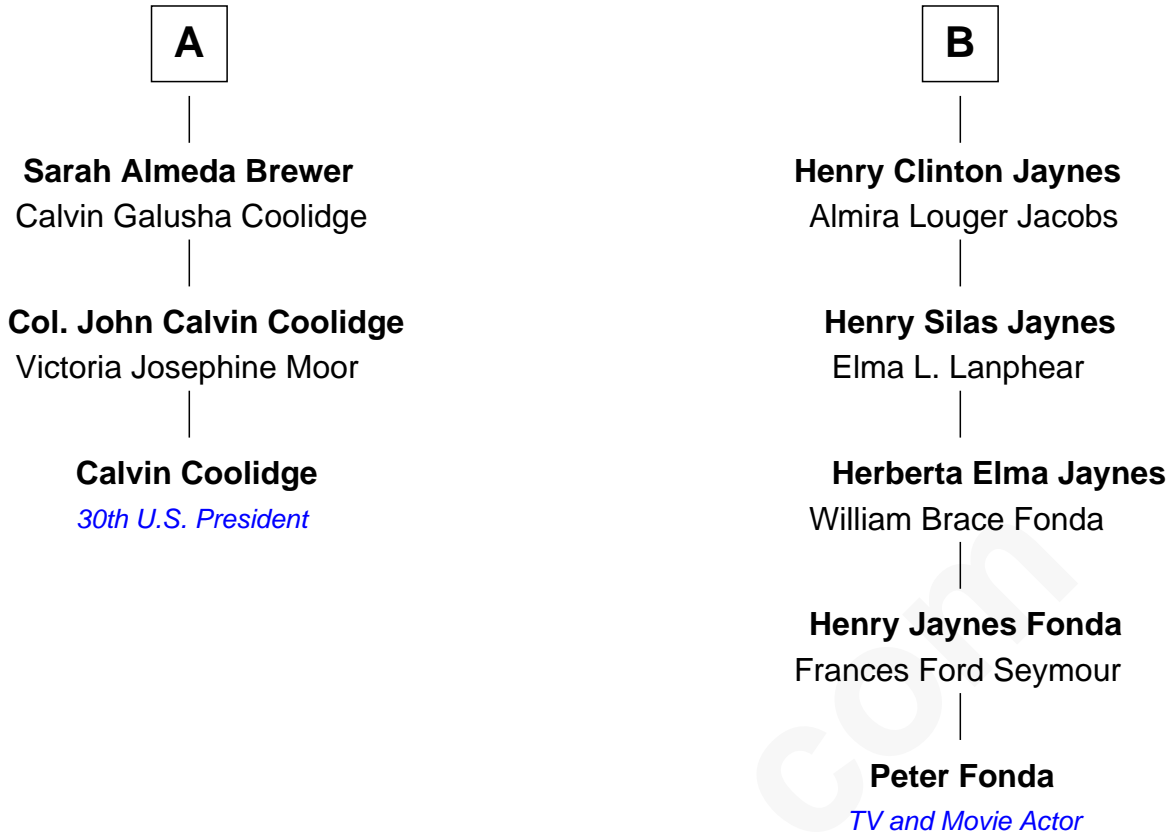 A
Sarah Almeda Brewer
Calvin Galusha Coolidge
Col. John Calvin Coolidge
Victoria Josephine Moor
Calvin Coolidge
30th U.S. President
B
Henry Clinton Jaynes
Almira Louger Jacobs
Henry Silas Jaynes
Elma L. Lanphear
Herberta Elma Jaynes
William Brace Fonda
Henry Jaynes Fonda
Frances Ford Seymour
Peter Fonda
TV and Movie Actor
com